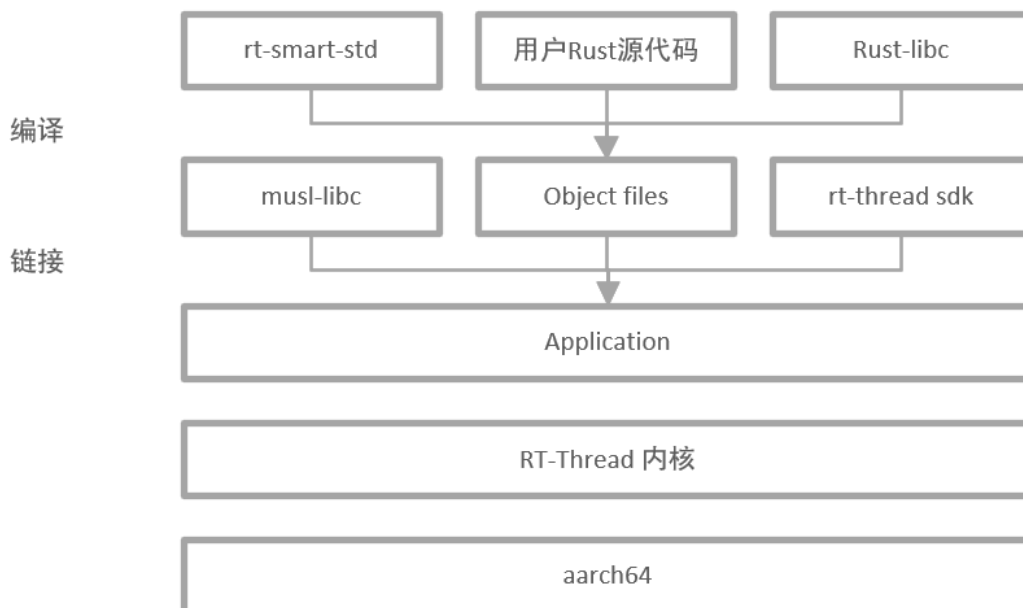 rt-smart-std
用户Rust源代码
Rust-libc
编译
musl-libc
Object files
rt-thread sdk
链接
Application
RT-Thread 内核
aarch64